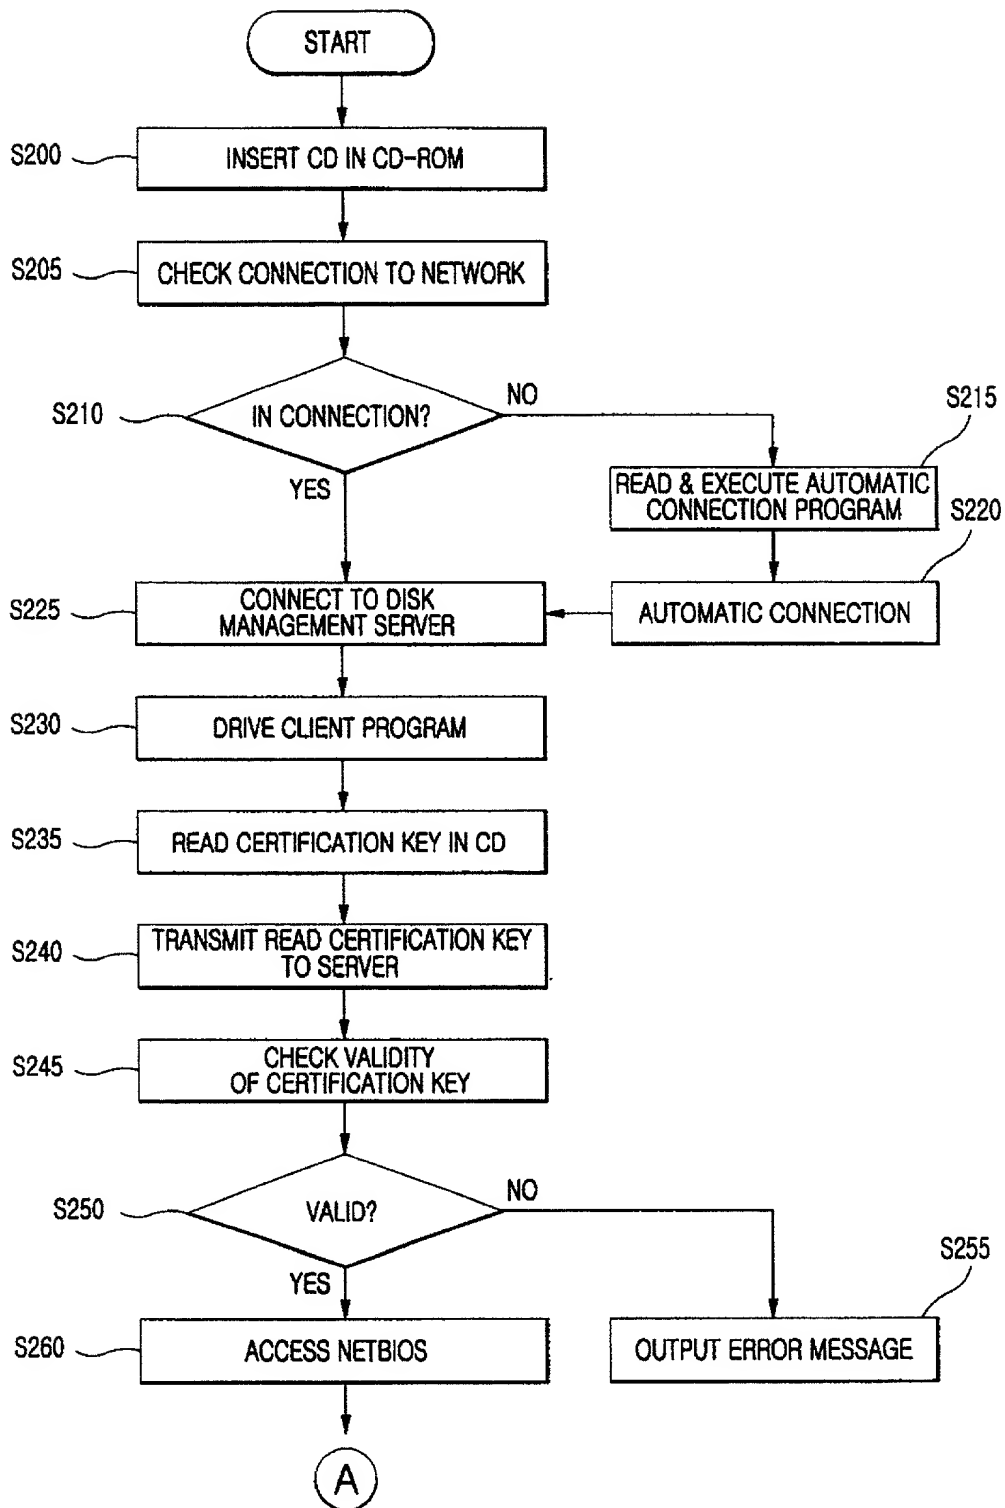 START
S200
INSERT CD IN CD-ROM
S205
CHECK CONNECTION TO NETWORK
S210
IN CONNECTION?
NO
YES
S215
READ & EXECUTE AUTOMATIC
CONNECTION PROGRAM
S220
AUTOMATIC CONNECTION
S225
CONNECT TO DISK
MANAGEMENT SERVER
S230
DRIVE CLIENT PROGRAM
S235
READ CERTIFICATION KEY IN CD
S240
TRANSMIT READ CERTIFICATION KEY
TO SERVER
S245
CHECK VALIDITY
OF CERTIFICATION KEY
S250
VALID?
NO
YES
S255
OUTPUT ERROR MESSAGE
S260
ACCESS NETBIOS
A